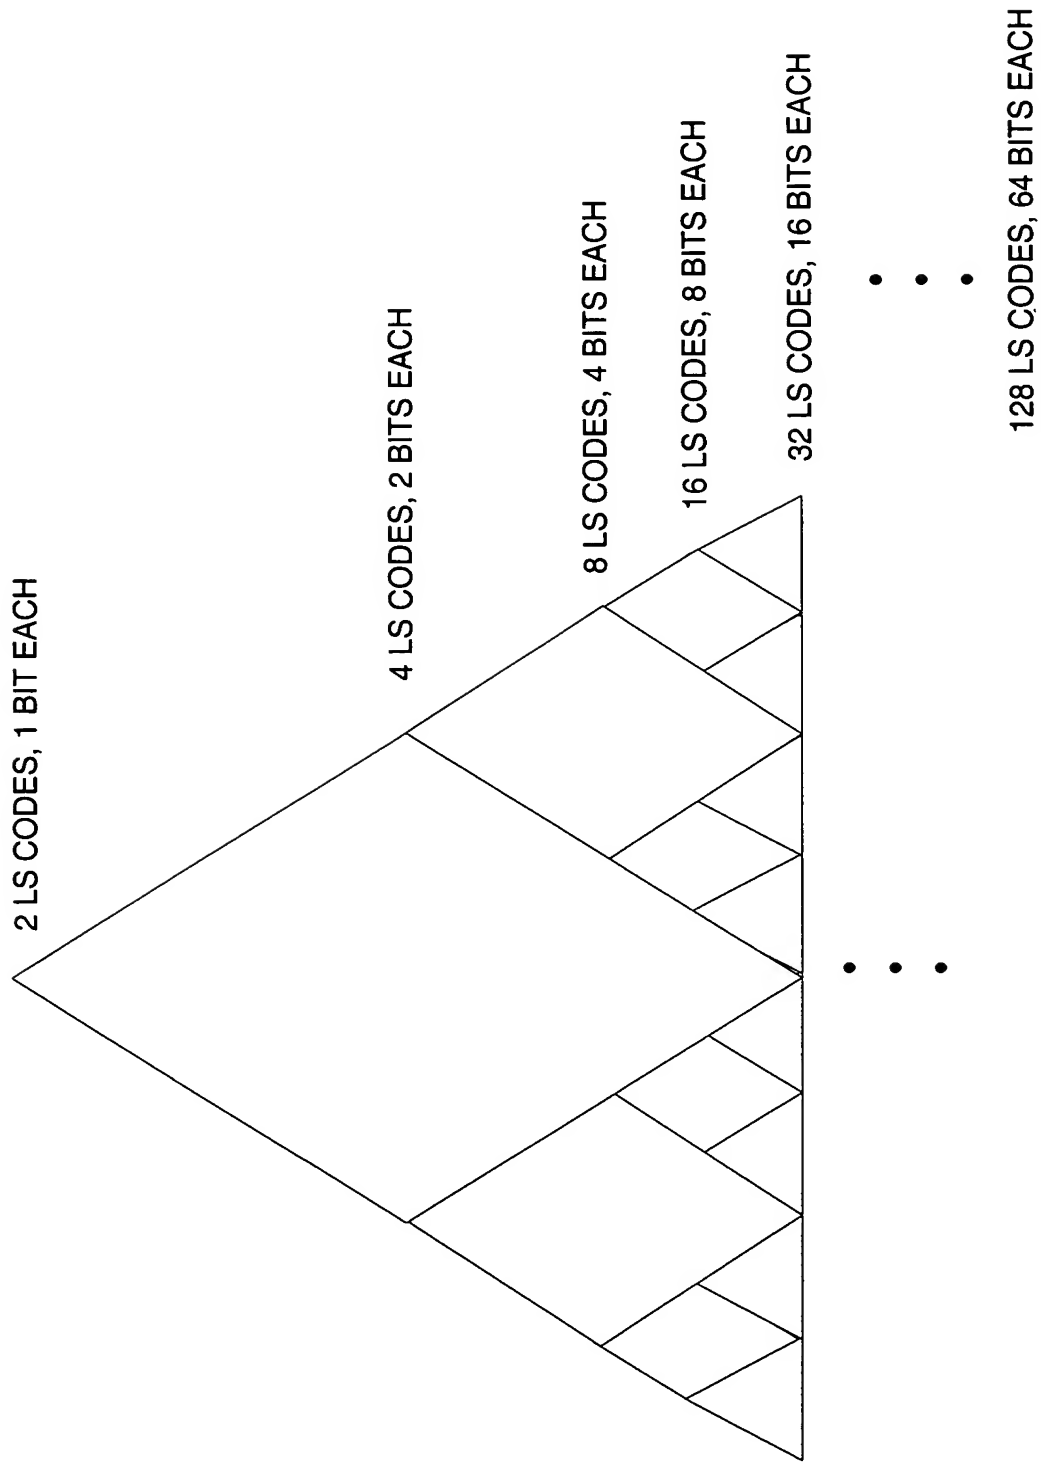 2 LS CODES, 1 BIT EACH
4 LS CODES, 2 BITS EACH
8 LS CODES, 4 BITS EACH
16 LS CODES, 8 BITS EACH
32 LS CODES, 16 BITS EACH
128 LS CODES, 64 BITS EACH